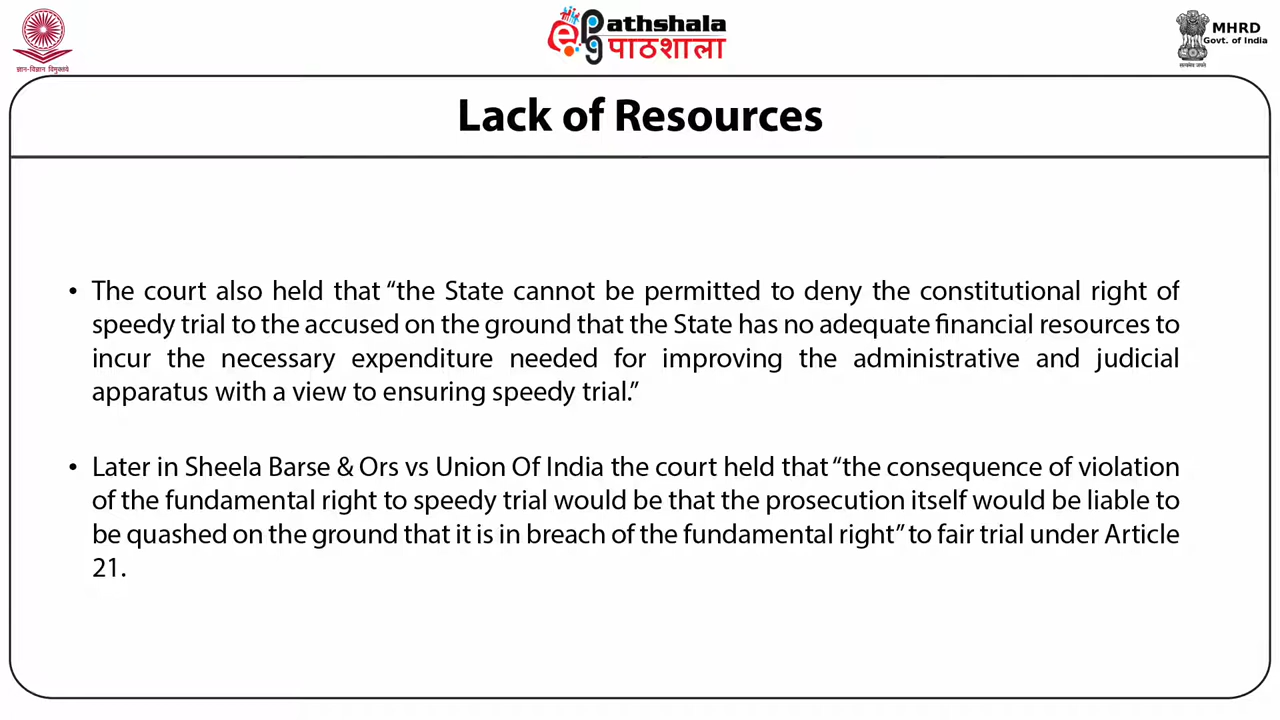 ज्ञान-विज्ञान विमुक्तये
ePathshala
पाठशाला
MHRD
Govt. of India
सत्यमेव जयते
Lack of Resources
• The court also held that “the State cannot be permitted to deny the constitutional right of
speedy trial to the accused on the ground that the State has no adequate financial resources to
incur the necessary expenditure needed for improving the administrative and judicial
apparatus with a view to ensuring speedy trial.”
• Later in Sheela Barse & Ors vs Union Of India the court held that “the consequence of violation
of the fundamental right to speedy trial would be that the prosecution itself would be liable to
be quashed on the ground that it is in breach of the fundamental right” to fair trial under Article
21.